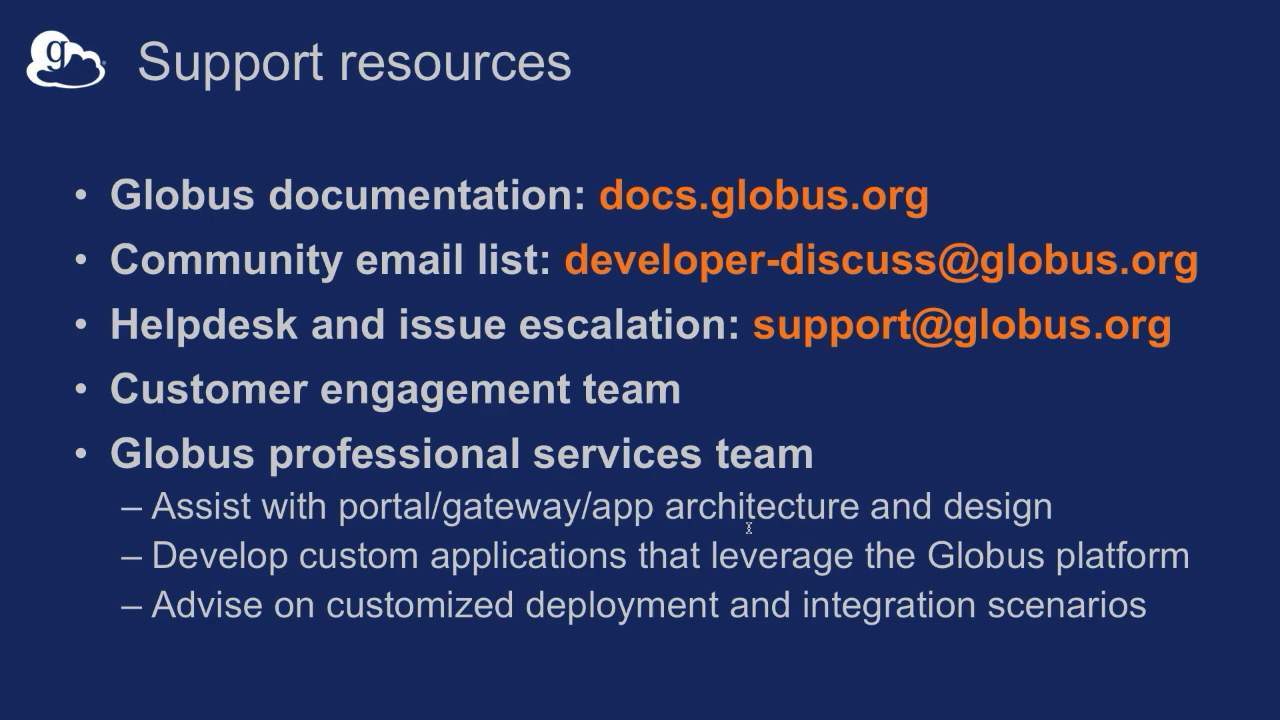 g
Support resources
• Globus documentation: docs.globus.org
• Community email list: developer-discuss@globus.org
• Helpdesk and issue escalation: support@globus.org
• Customer engagement team
• Globus professional services team
– Assist with portal/gateway/app architecture and design
– Develop custom applications that leverage the Globus platform
– Advise on customized deployment and integration scenarios